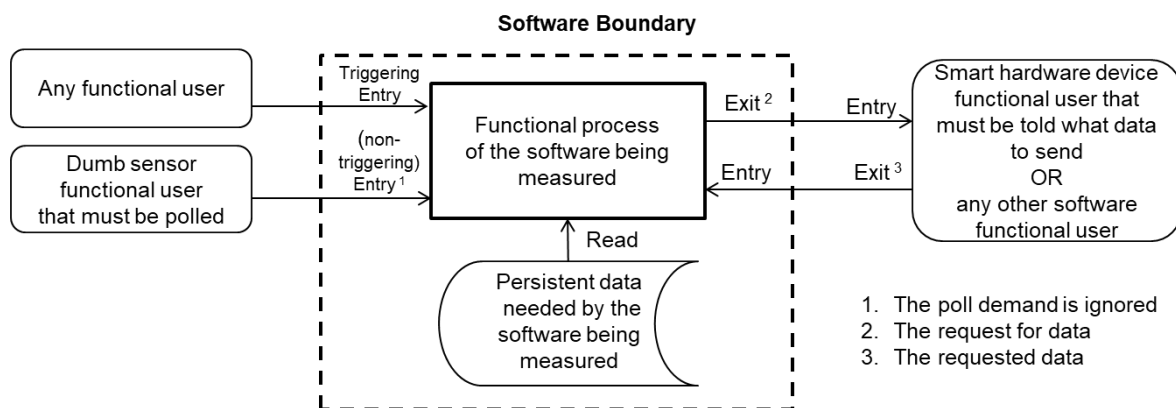 Software Boundary
Any functional user
Triggering
Entry
Dumb sensor
functional user
that must be polled
(non-
triggering)
Entry 1
Functional process
of the software being
measured
Exit 2
Entry
Entry
Exit 3
Smart hardware device
functional user that
must be told what data
to send
OR
any other software
functional user
Read
Persistent data
needed by the
software being
measured
1. The poll demand is ignored
2. The request for data
3. The requested data